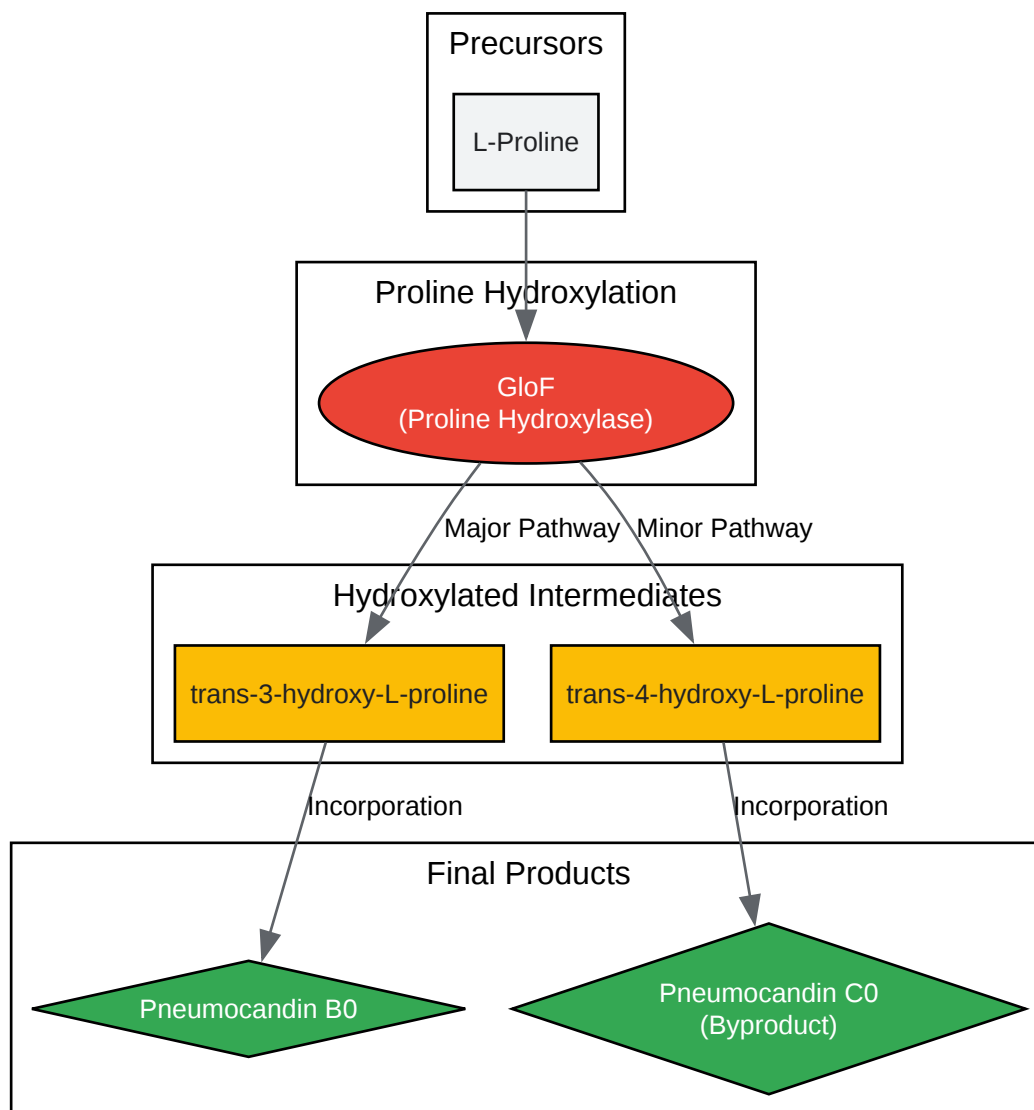 Precursors
L-Proline
Proline Hydroxylation
GloF
(Proline Hydroxylase)
Major Pathway
Minor Pathway
Hydroxylated Intermediates
trans-3-hydroxy-L-proline
trans-4-hydroxy-L-proline
Incorporation
Incorporation
Final Products
Pneumocandin B0
Pneumocandin C0
(Byproduct)